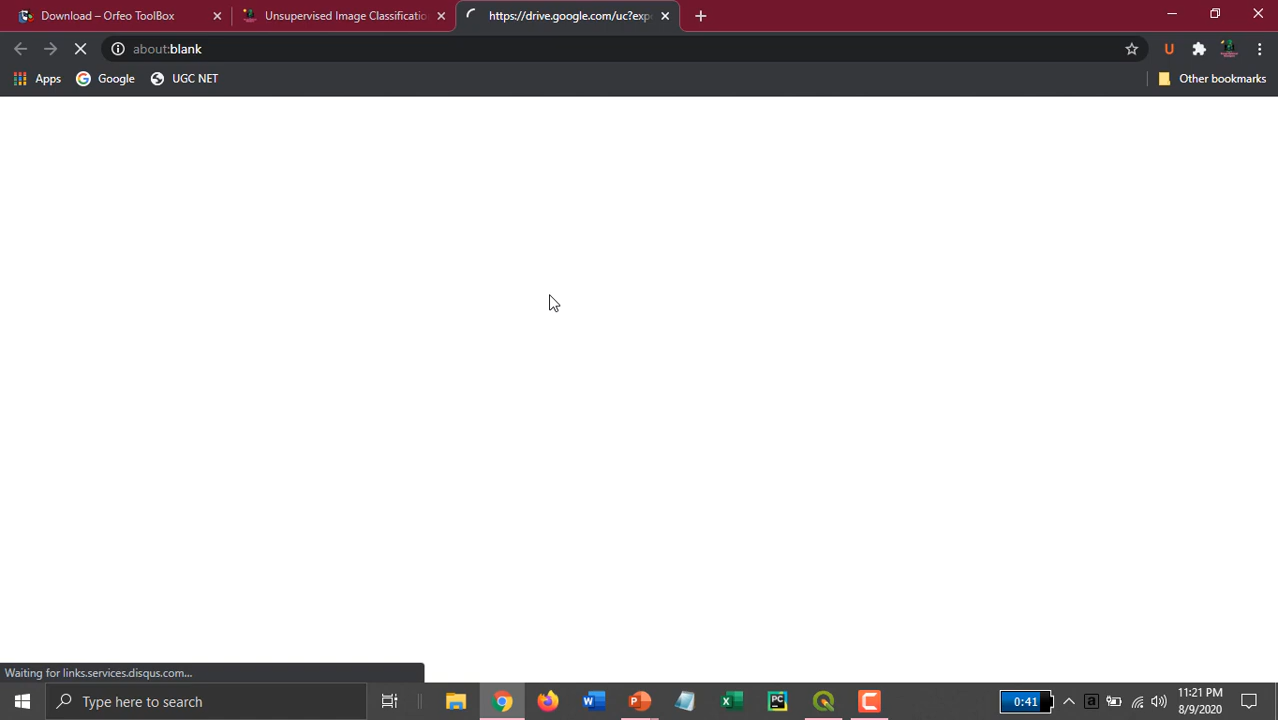 Download – Orfeo ToolBox
Unsupervised Image Classificatio
https://drive.google.com/uc?exp
about:blank
Apps
Google
UGC NET
Other bookmarks
Waiting for links.services.disqus.com...
Type here to search
0:41
11:21 PM
8/9/2020